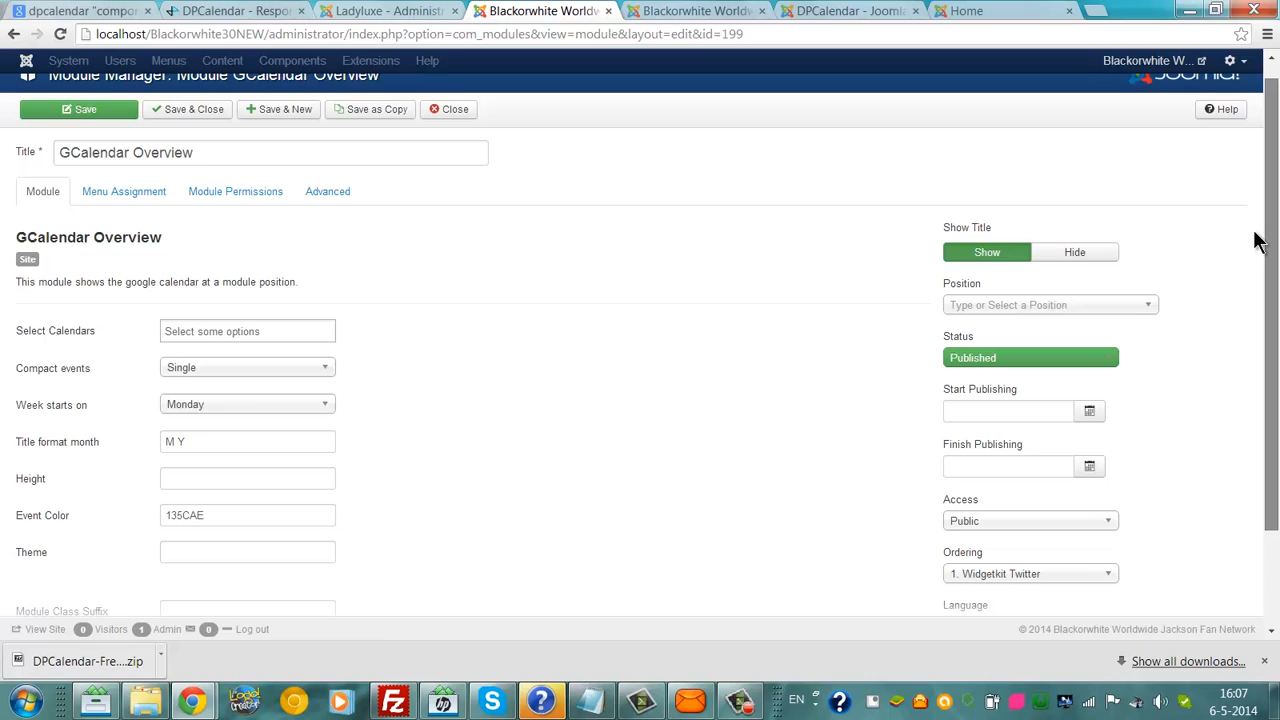 dpcalendar "compo
DPCalendar - Respo
Ladyluxe - Administra
Blackorwhite Worldw
Blackorwhite Worldw
DPCalendar - Joomla!
Home
localhost/Blackorwhite30NEW/administrator/index.php?option=com_modules&view=module&layout=edit&id=199
System Users Menus Content Components Extensions Help
Blackorwhite W...
Module Manager: Module GCalendar Overview
Joomla!
Save
Save & Close
Save & New
Save as Copy
Close
Help
Title * GCalendar Overview
Module Menu Assignment Module Permissions Advanced
GCalendar Overview
Site
This module shows the google calendar at a module position.
Select Calendars Select some options
Compact events Single
Week starts on Monday
Title format month M Y
Height
Event Color 135CAE
Theme
Module Class Suffix
Show Title
Show Hide
Position
Type or Select a Position
Status
Published
Start Publishing
Finish Publishing
Access
Public
Ordering
1. Widgetkit Twitter
Language
View Site 0 Visitors 1 Admin 0 Log out
© 2014 Blackorwhite Worldwide Jackson Fan Network
DPCalendar-Fre....zip
Show all downloads...
EN
16:07
6-5-2014